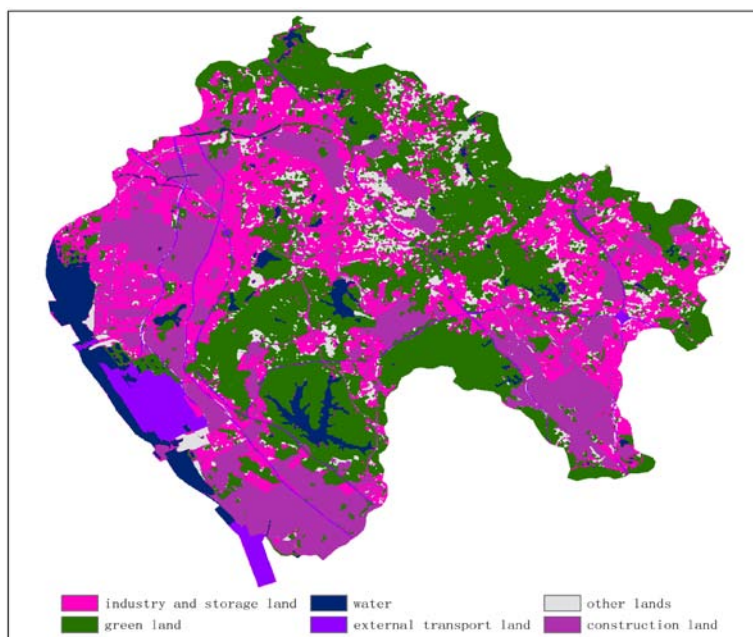 industry and storage land water other lands
green land external transport land construction land